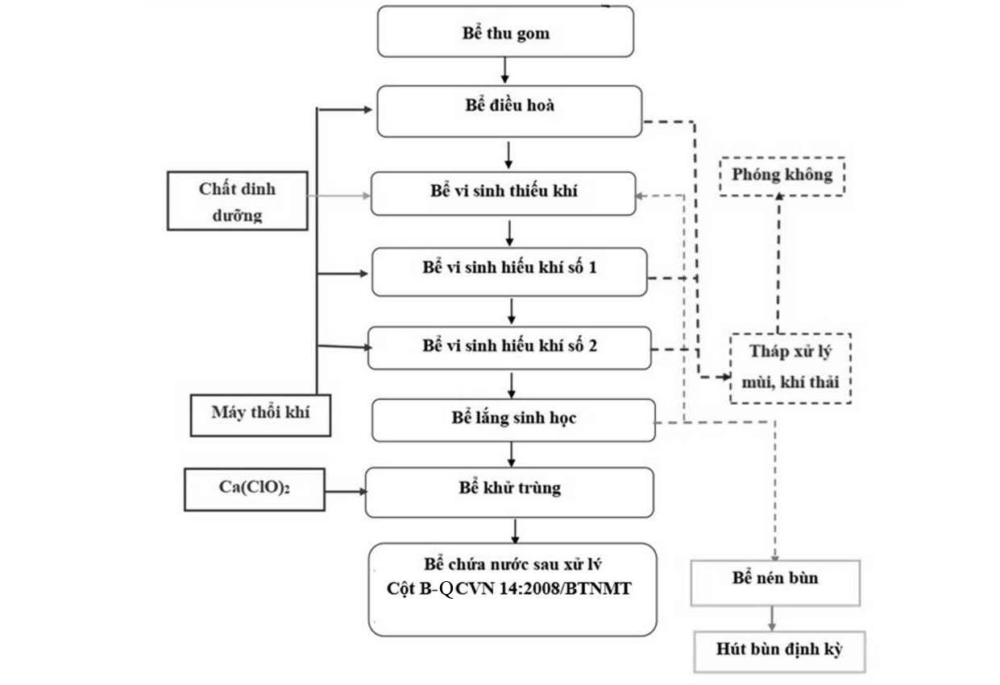 Bể thu gom
Bể điều hoà
Phóng không
Chất dinh
dưỡng
Bể vi sinh thiếu khí
Bể vi sinh hiếu khí số 1
Bể vi sinh hiếu khí số 2
Tháp xử lý
mùi, khí thải
Máy thổi khí
Bể lắng sinh học
Ca(ClO)₂
Bể khử trùng
Bể chứa nước sau xử lý
Cột B-QCVN 14:2008/BTNMT
Bể nén bùn
Hút bùn định kỳ